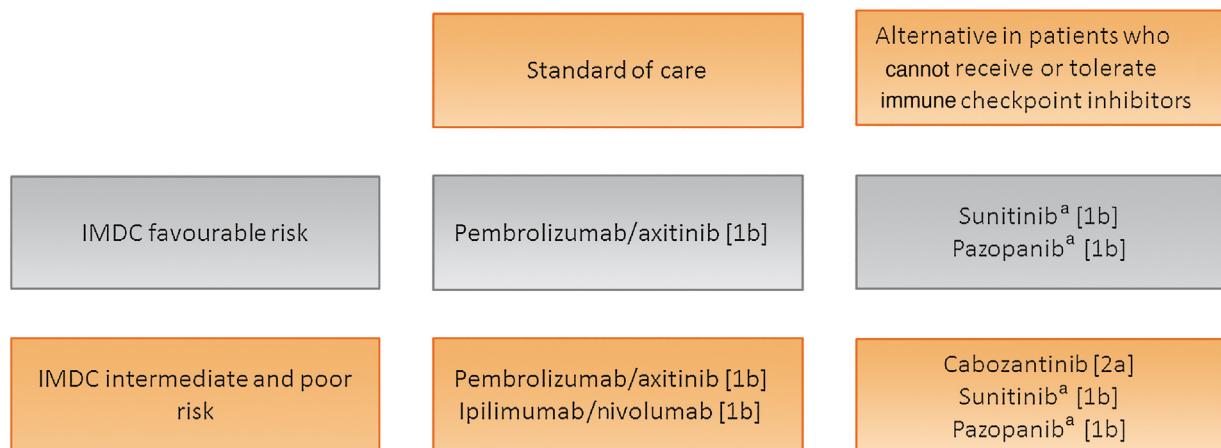 Standard of care
Alternative in patients who
cannot receive or tolerate
immune checkpoint inhibitors
IMDC favourable risk
Pembrolizumab/axitinib [1b]
Sunitinibᵃ [1b]
Pazopanibᵃ [1b]
IMDC intermediate and poor
risk
Pembrolizumab/axitinib [1b]
Ipilimumab/nivolumab [1b]
Cabozantinib [2a]
Sunitinibᵃ [1b]
Pazopanibᵃ [1b]